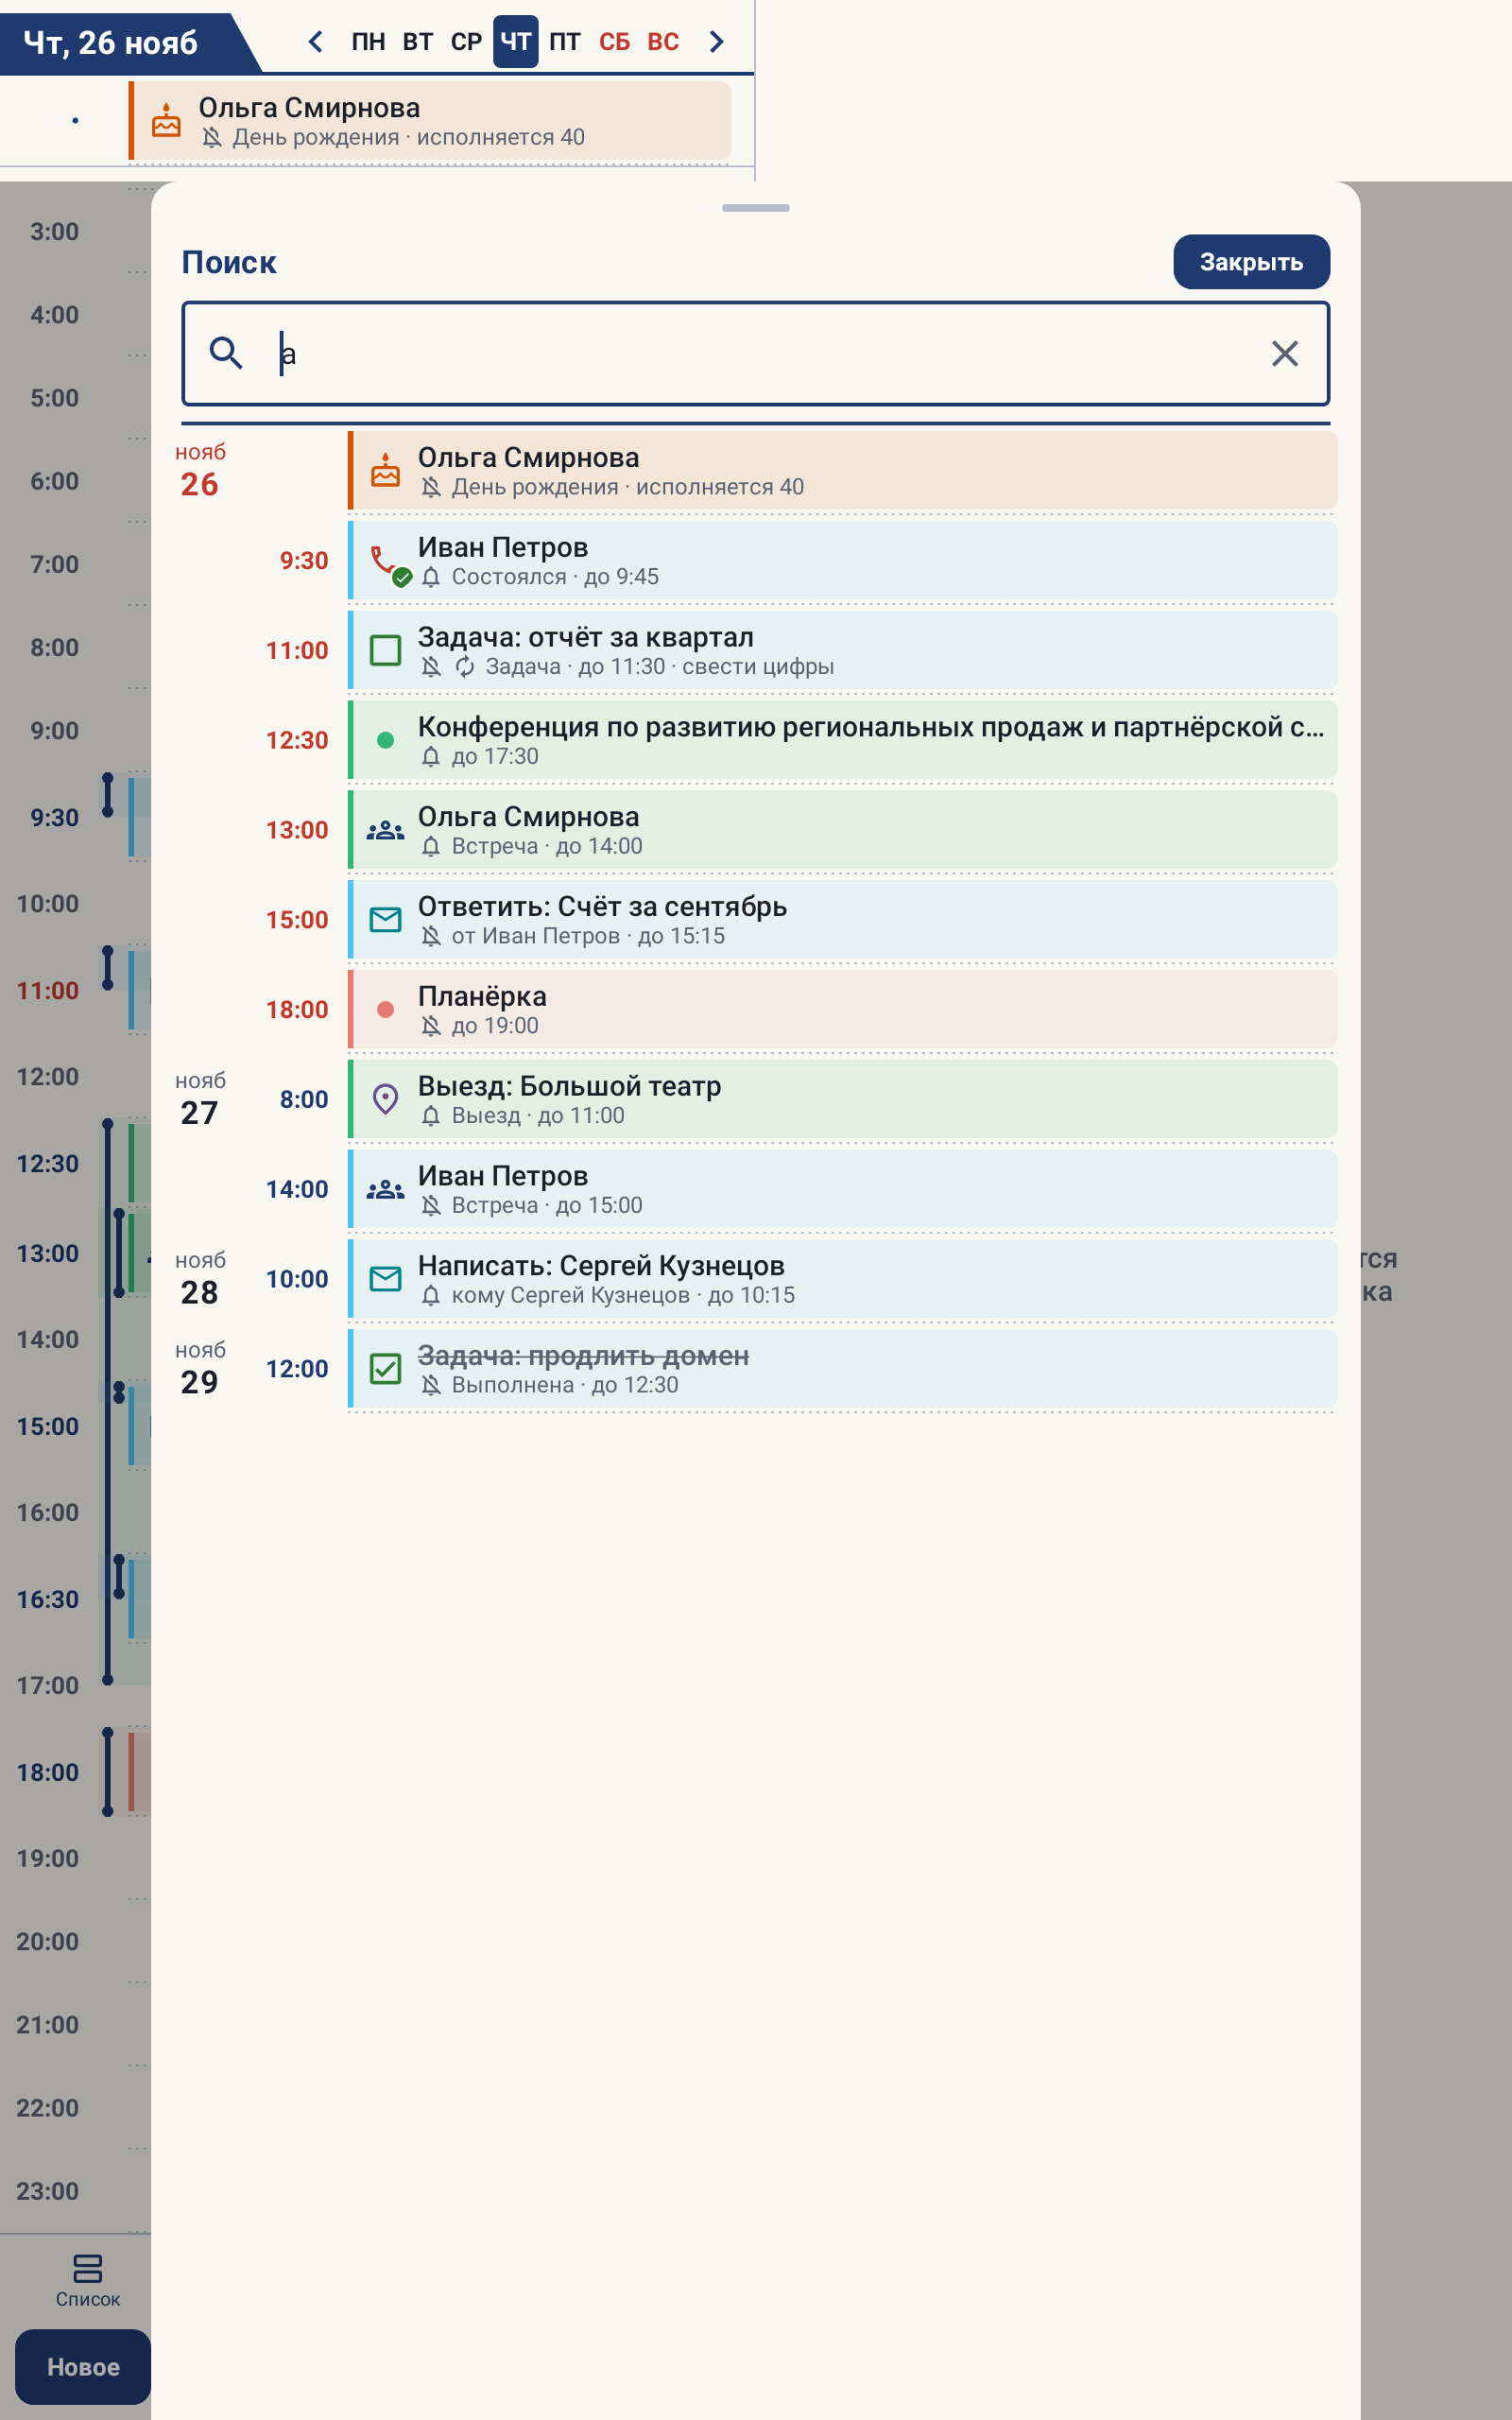 Чт, 26 нояб
ПН ВТ СР ЧТ ПТ СБ ВС
Ольга Смирнова
День рождения · исполняется 40
Поиск
Закрыть
а
нояб
26
Ольга Смирнова
День рождения · исполняется 40
9:30
Иван Петров
Состоялся · до 9:45
11:00
Задача: отчёт за квартал
Задача · до 11:30 · свести цифры
12:30
Конференция по развитию региональных продаж и партнёрской с...
до 17:30
13:00
Ольга Смирнова
Встреча · до 14:00
15:00
Ответить: Счёт за сентябрь
от Иван Петров · до 15:15
18:00
Планёрка
до 19:00
нояб
27
8:00
Выезд: Большой театр
Выезд · до 11:00
14:00
Иван Петров
Встреча · до 15:00
нояб
28
10:00
Написать: Сергей Кузнецов
кому Сергей Кузнецов · до 10:15
нояб
29
12:00
Задача: продлить домен
Выполнена · до 12:30
3:00
4:00
5:00
6:00
7:00
8:00
9:00
9:30
10:00
11:00
12:00
12:30
13:00
14:00
15:00
16:00
16:30
17:00
18:00
19:00
20:00
21:00
22:00
23:00
тся
ка
Список
Новое